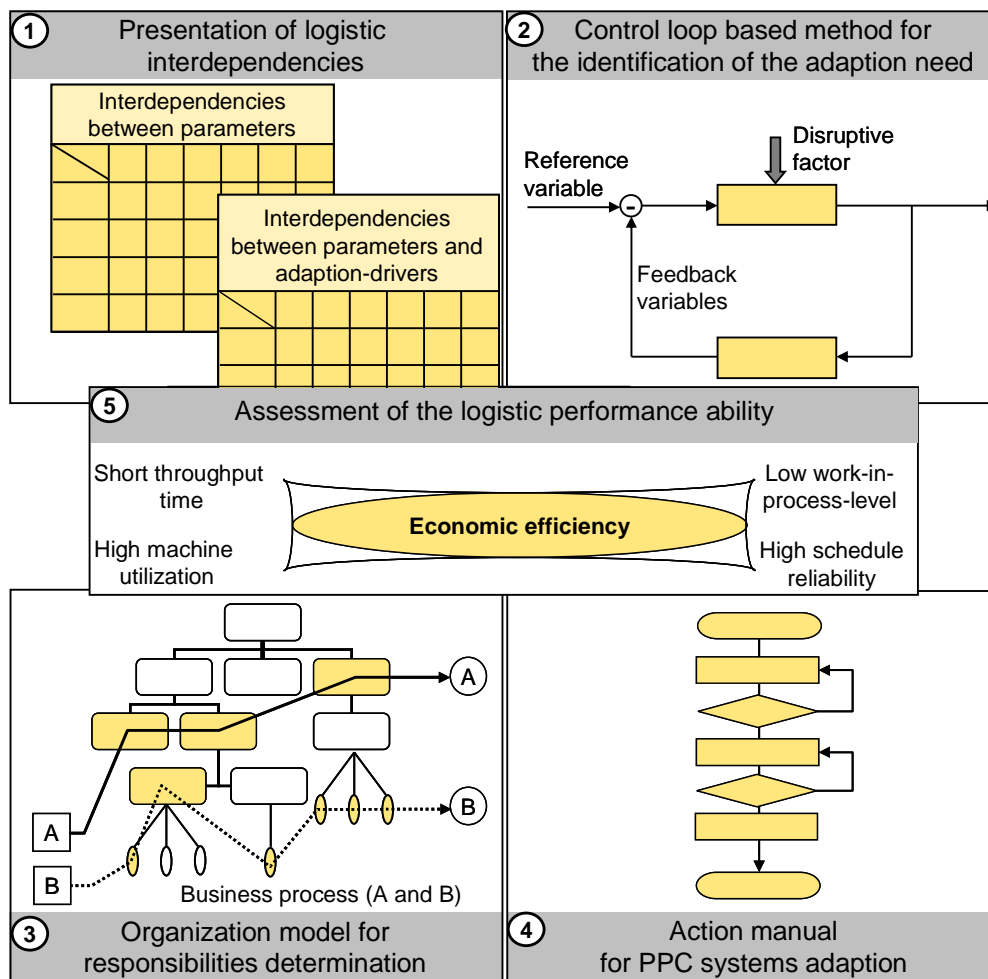 1
Presentation of logistic
interdependencies
Interdependencies
between parameters
Interdependencies
between parameters and
adaption-drivers
2
Control loop based method for
the identification of the adaption need
Disruptive
factor
Reference
variable
-
Feedback
variables
5
Assessment of the logistic performance ability
Short throughput
time
Low work-in-
process-level
Economic efficiency
High machine
utilization
High schedule
reliability
A
B
A
B
Business process (A and B)
3
Organization model for
responsibilities determination
4
Action manual
for PPC systems adaption